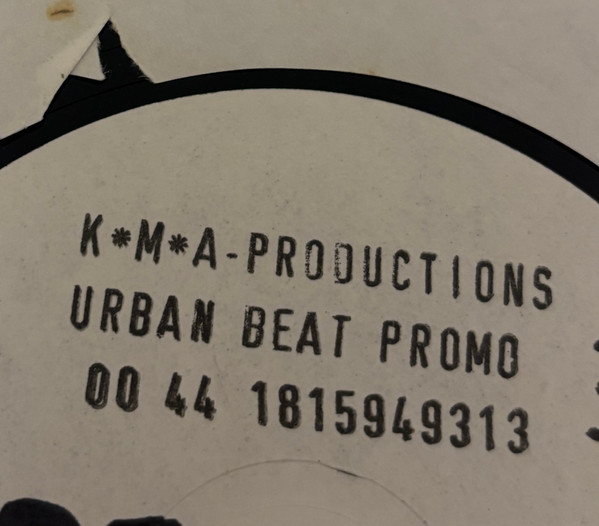 K*M*A-PRODUCTIONS
URBAN BEAT PROMO
00 44 1815949313